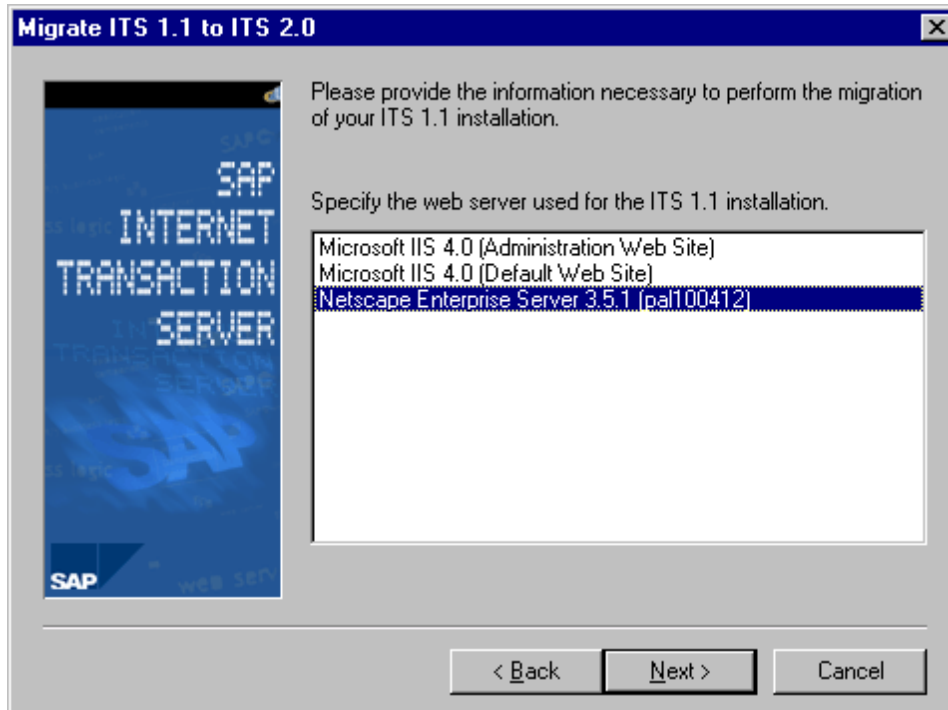 Migrate ITS 1.1 to ITS 2.0
SAP
INTERNET
TRANSACTION
SERVER
SAP
Please provide the information necessary to perform the migration
of your ITS 1.1 installation.
Specify the web server used for the ITS 1.1 installation.
Microsoft IIS 4.0 (Administration Web Site)
Microsoft IIS 4.0 (Default Web Site)
Netscape Enterprise Server 3.5.1 (pal100412)
< Back
Next >
Cancel